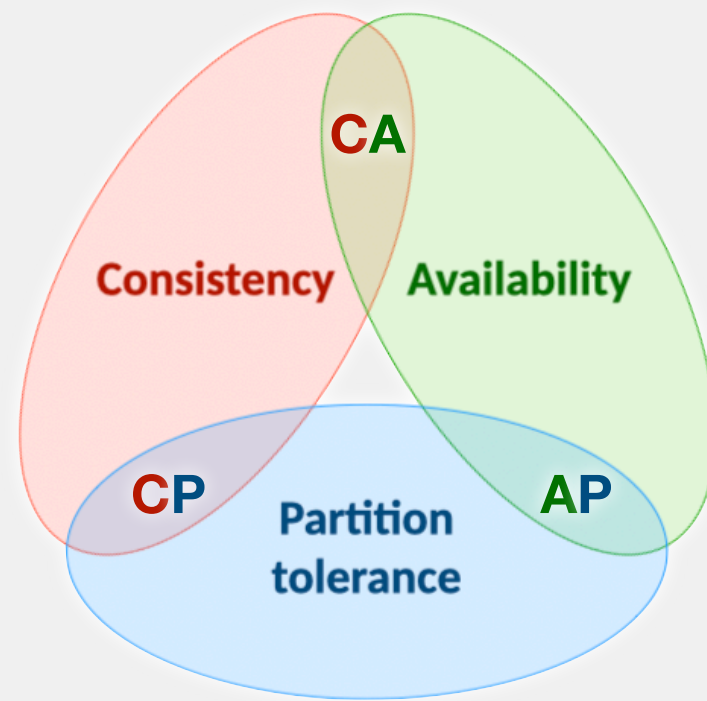 CA
Consistency
Availability
CP
AP
Partition
tolerance